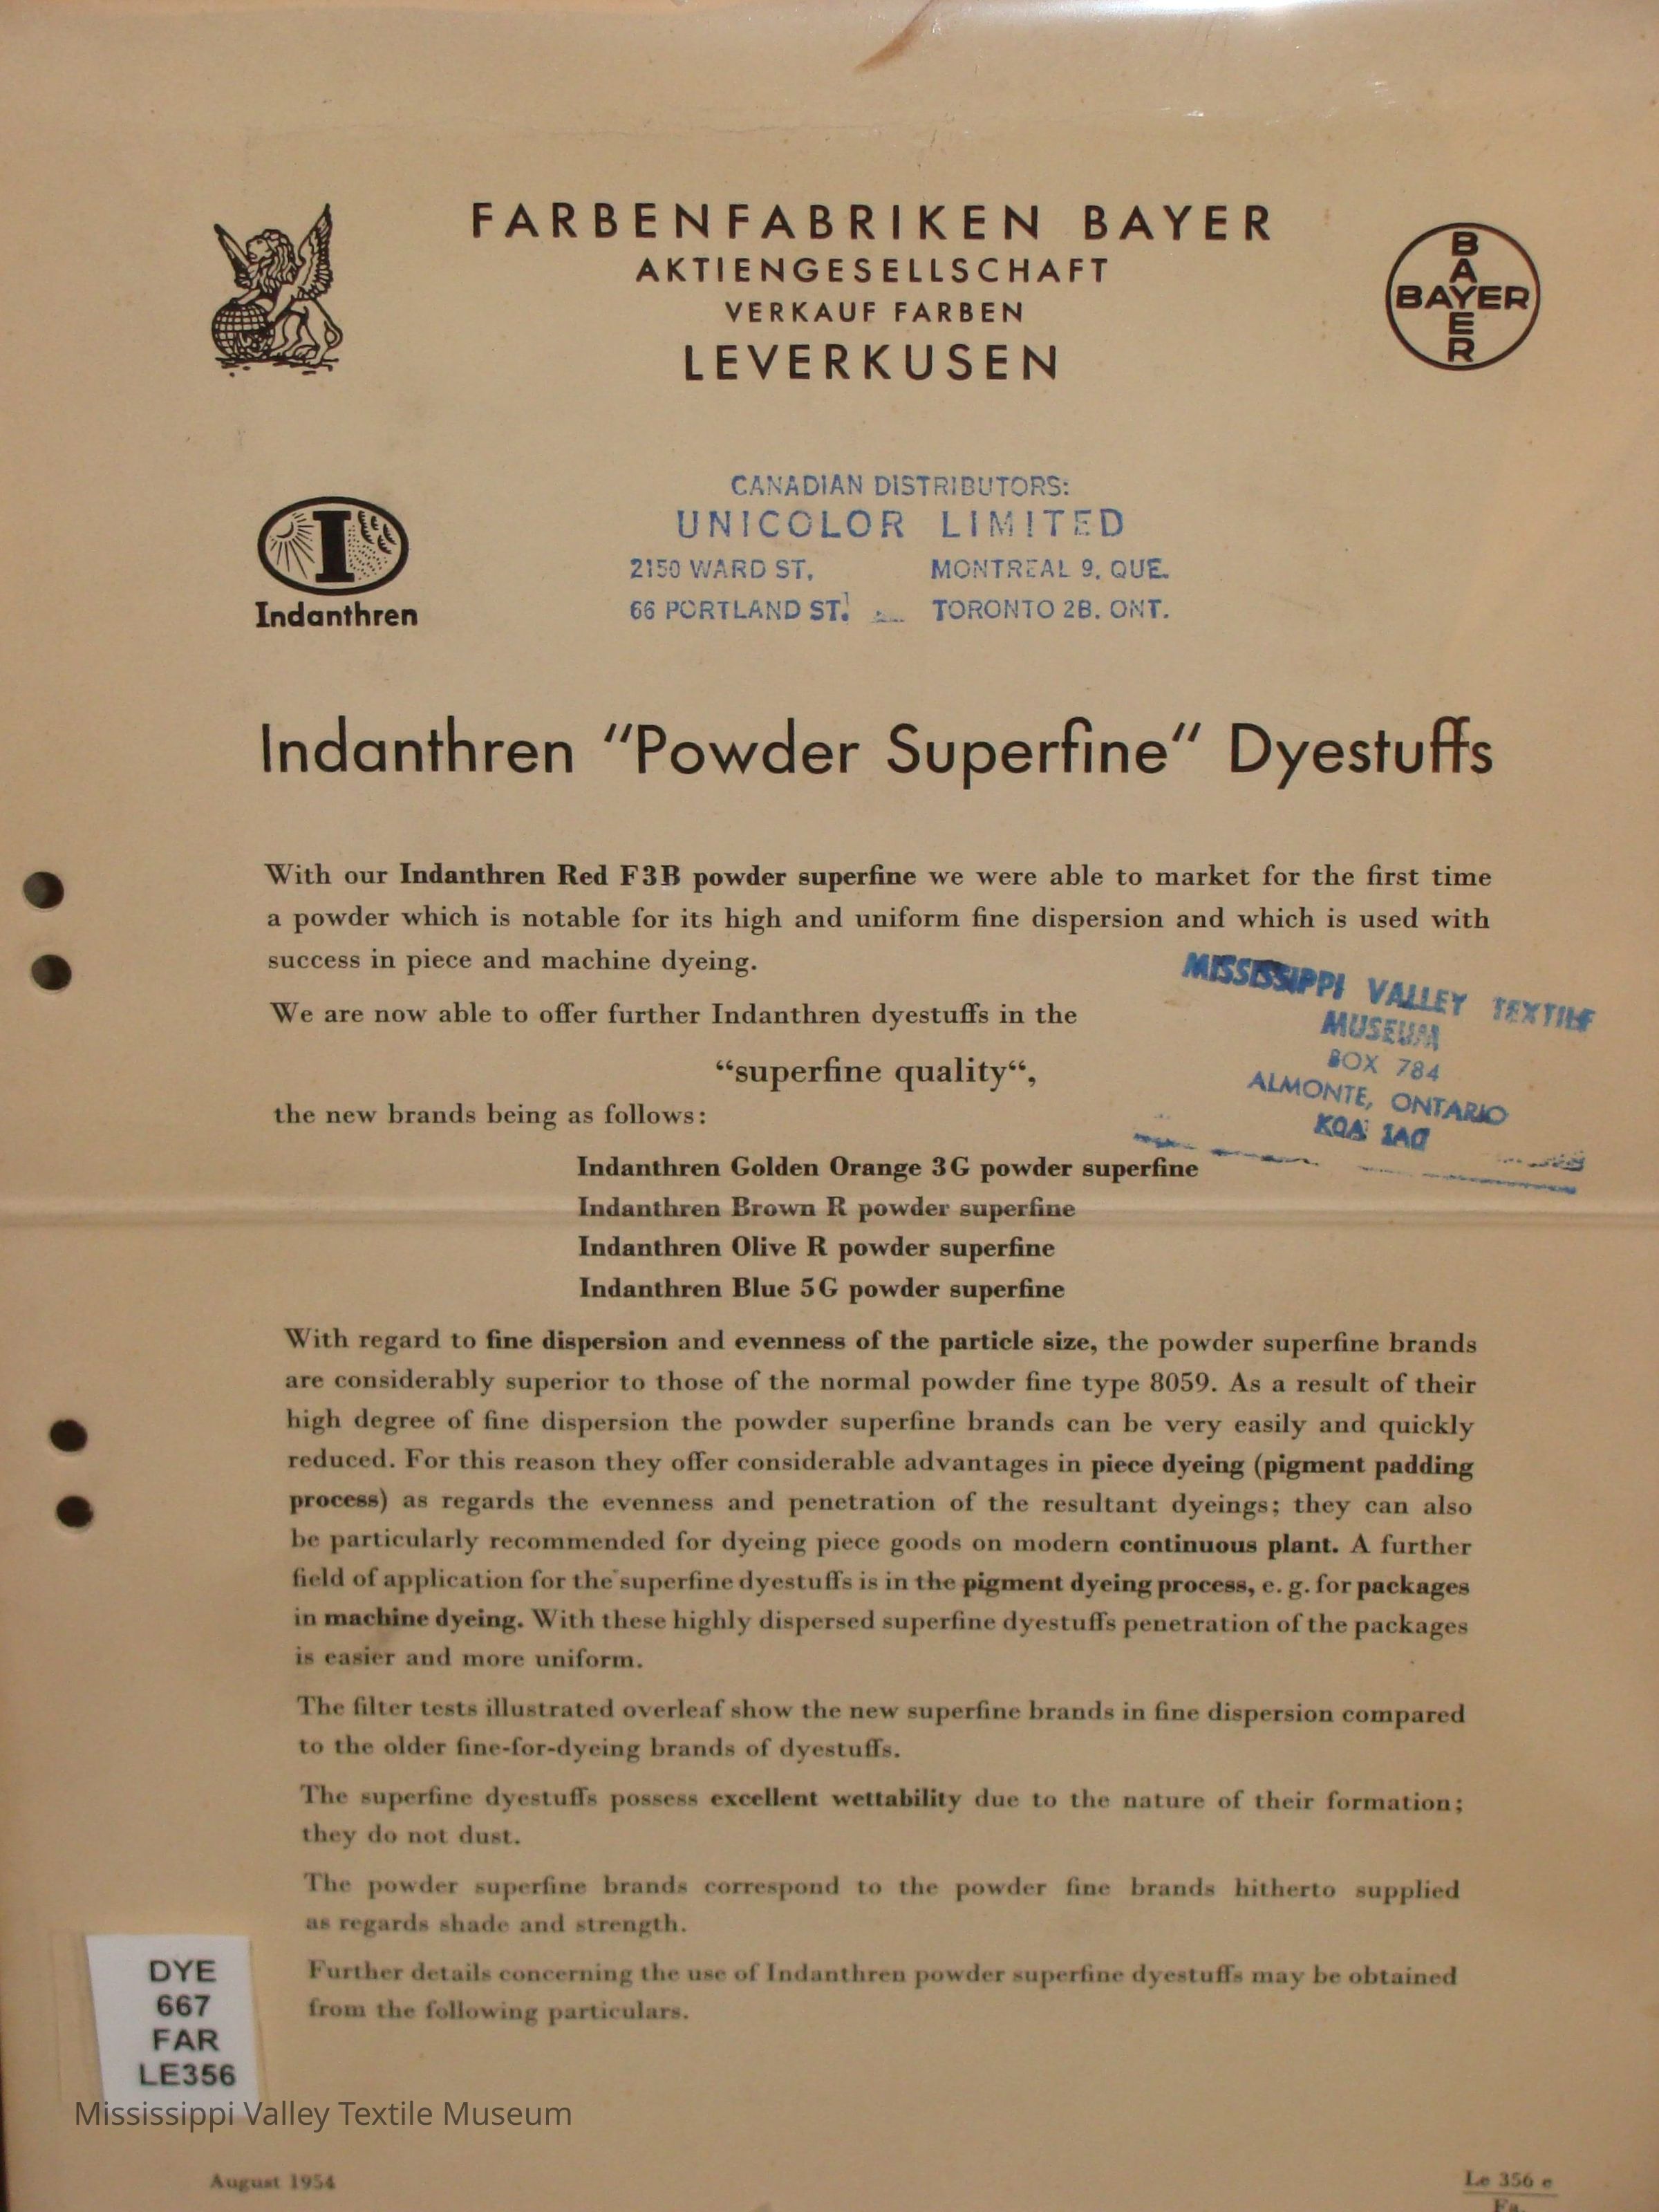 FARBENFABRIKEN BAYER
AKTIENGESELLSCHAFT
VERKAUF FARBEN
LEVERKUSEN
B
A
BAYER
E
R
I
Indanthren
CANADIAN DISTRIBUTORS:
UNICOLOR LIMITED
2150 WARD ST. MONTREAL 9. QUE.
66 PORTLAND ST. TORONTO 2B. ONT.
Indanthren "Powder Superfine" Dyestuffs
With our Indanthren Red F3B powder superfine we were able to market for the first time
a powder which is notable for its high and uniform fine dispersion and which is used with
success in piece and machine dyeing.
We are now able to offer further Indanthren dyestuffs in the
“superfine quality“,
the new brands being as follows:
MISSISSIPPI VALLEY TEXTILE
MUSEUM
BOX 784
ALMONTE, ONTARIO
K0A 1A0
Indanthren Golden Orange 3G powder superfine
Indanthren Brown R powder superfine
Indanthren Olive R powder superfine
Indanthren Blue 5G powder superfine
With regard to fine dispersion and evenness of the particle size, the powder superfine brands
are considerably superior to those of the normal powder fine type 8059. As a result of their
high degree of fine dispersion the powder superfine brands can be very easily and quickly
reduced. For this reason they offer considerable advantages in piece dyeing (pigment padding
process) as regards the evenness and penetration of the resultant dyeings; they can also
be particularly recommended for dyeing piece goods on modern continuous plant. A further
field of application for the superfine dyestuffs is in the pigment dyeing process, e. g. for packages
in machine dyeing. With these highly dispersed superfine dyestuffs penetration of the packages
is easier and more uniform.
The filter tests illustrated overleaf show the new superfine brands in fine dispersion compared
to the older fine-for-dyeing brands of dyestuffs.
The superfine dyestuffs possess excellent wettability due to the nature of their formation;
they do not dust.
The powder superfine brands correspond to the powder fine brands hitherto supplied
as regards shade and strength.
Further details concerning the use of Indanthren powder superfine dyestuffs may be obtained
from the following particulars.
DYE
667
FAR
LE356
Mississippi Valley Textile Museum
August 1954
Le 356 e
Fa.